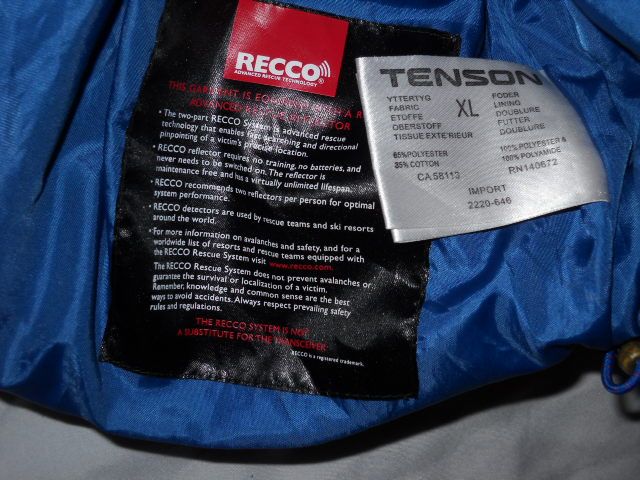 RECCO®
ADVANCED RESCUE TECHNOLOGY
THIS GARMENT IS EQUIPPED WITH A R
ADVANCED RESCUE
• The two-part RECCO System is advanced rescue
technology that enables fast searching and directional
pinpointing of a victim's precise location.
• RECCO reflector requires no training, no batteries, and
never needs to be switched on. The reflector is
maintenance free and has a virtually unlimited lifespan.
• RECCO recommends two reflectors per person for optimal
system performance.
• RECCO detectors are used by rescue teams and ski resorts
around the world.
• For more information on avalanches and safety, and for a
worldwide list of resorts and rescue teams equipped with
the RECCO Rescue System visit www.recco.com.
The RECCO Rescue System does not prevent avalanches or
guarantee the survival or localization of a victim.
Remember, knowledge and common sense are the best
ways to avoid accidents. Always respect prevailing safety
rules and regulations.
THE RECCO SYSTEM IS NOT
A SUBSTITUTE FOR THE TRANSCEIVER
RECCO is a registered trademark.
TENSON
YTTERTYG
FABRIC
ETOFFE
OBERSTOFF
TISSUE EXTERIEUR
XL
FODER
LINING
DOUBLURE
FUTTER
DOUBLURE
65% POLYESTER
35% COTTON
100% POLYESTER &
100% POLYAMIDE
CA.58113
RN140672
IMPORT
2220-646